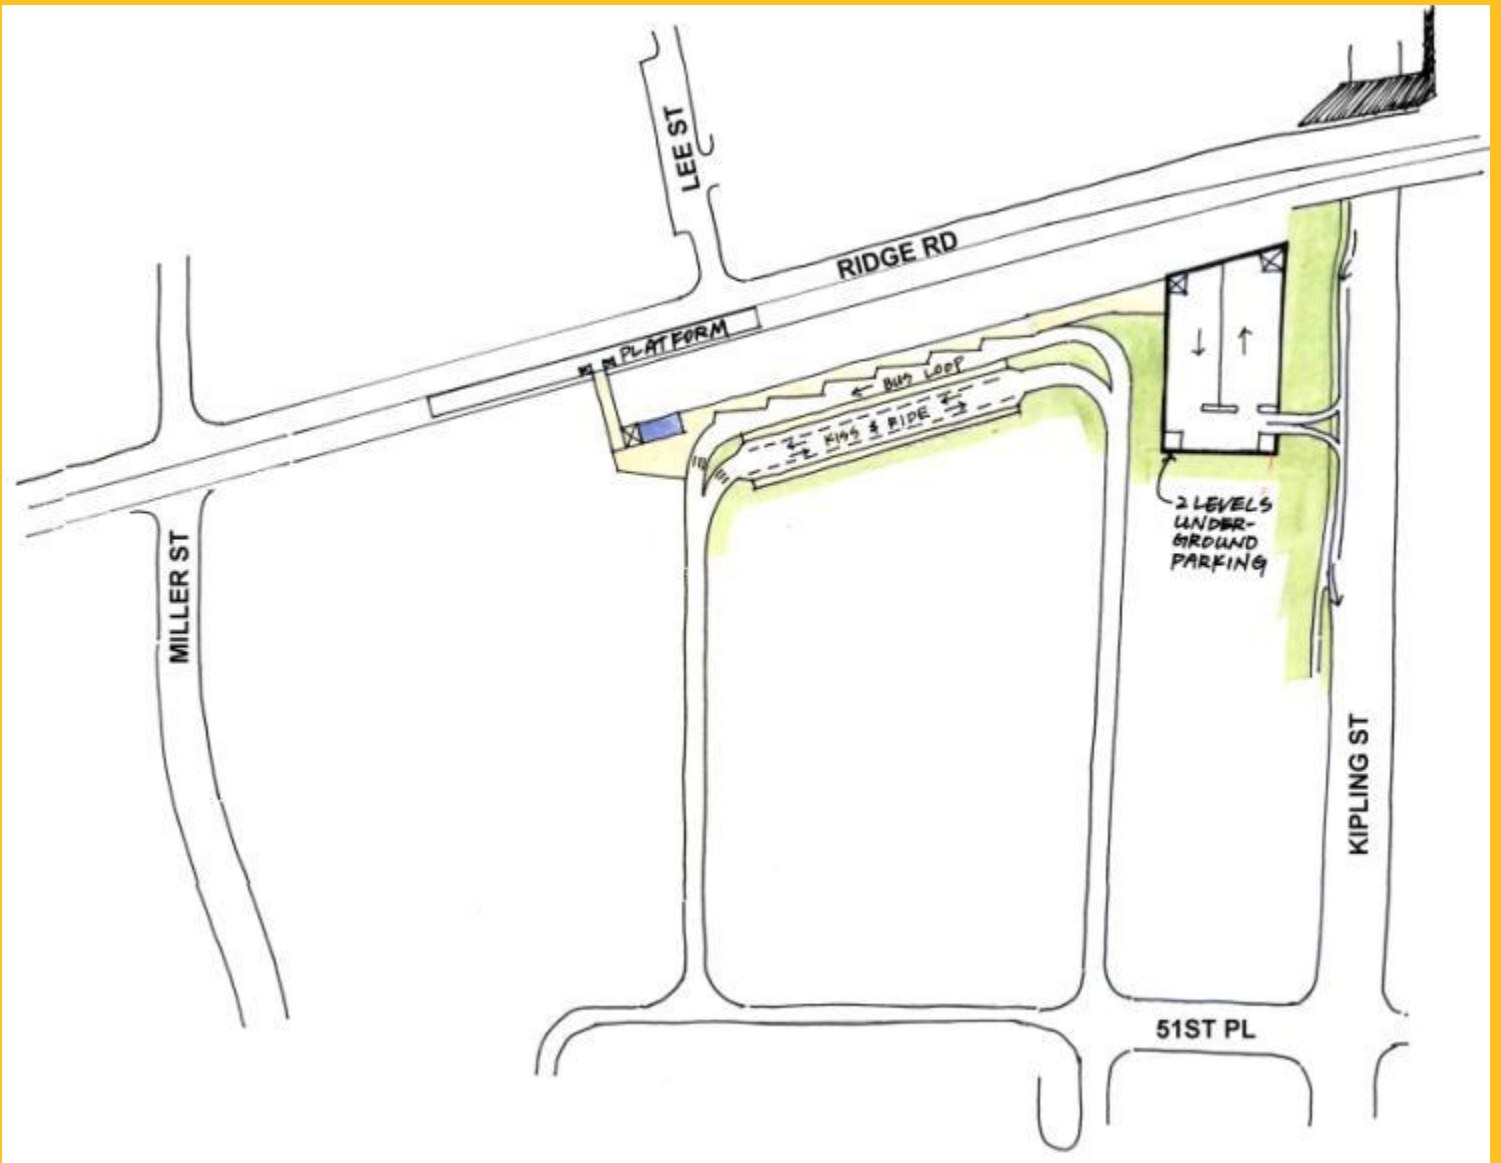 LEE ST
RIDGE RD
PLATFORM
← BUS LOOP
KISS & RIDE
2 LEVELS
UNDER-
GROUND
PARKING
MILLER ST
KIPLING ST
51ST PL